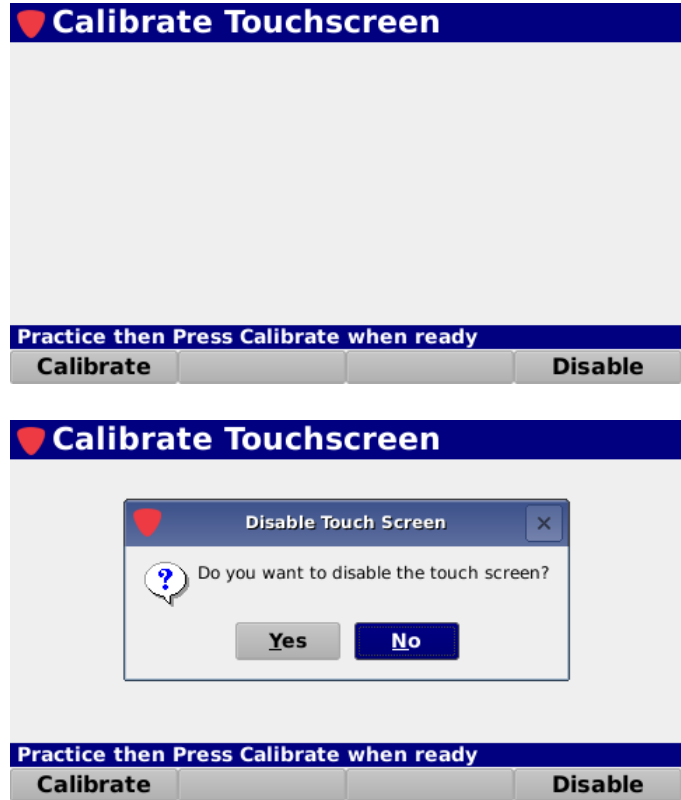 Calibrate Touchscreen
Practice then Press Calibrate when ready
Calibrate Disable
Calibrate Touchscreen
Disable Touch Screen
?
Do you want to disable the touch screen?
Yes No
Practice then Press Calibrate when ready
Calibrate Disable